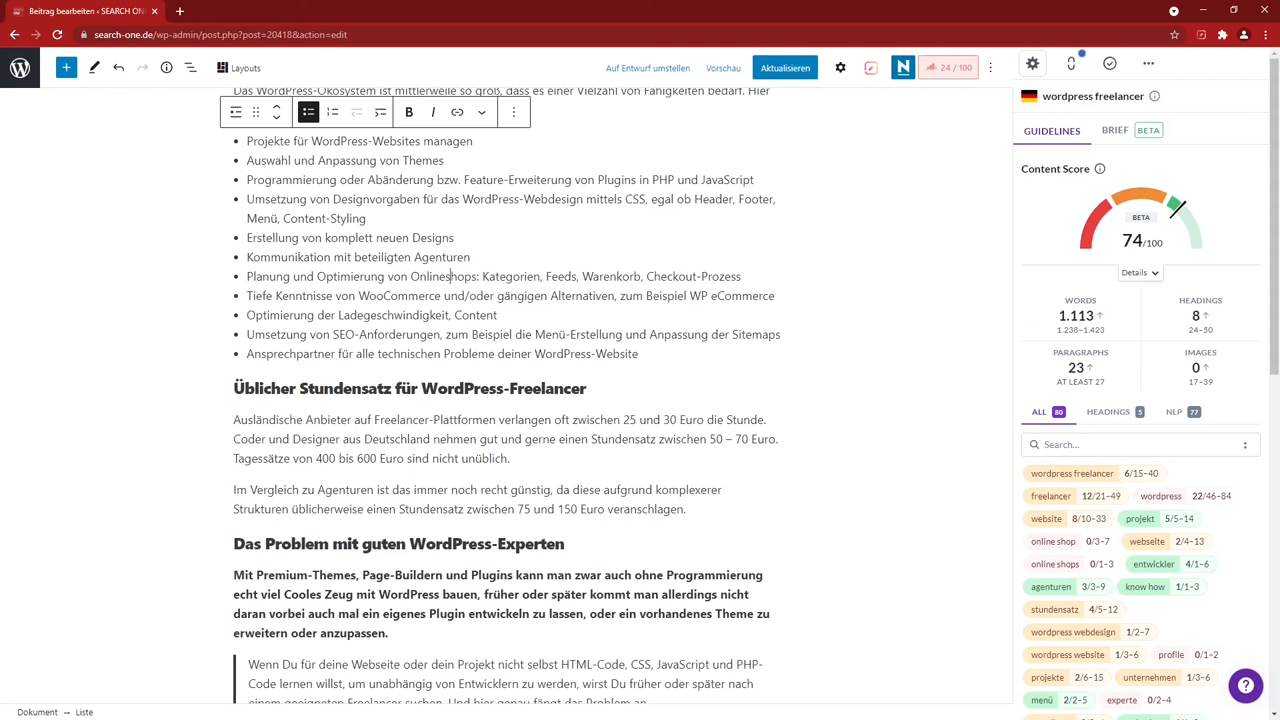 Beitrag bearbeiten ‹ SEARCH ON
search-one.de/wp-admin/post.php?post=20418&action=edit
Layouts
Auf Entwurf umstellen
Vorschau
Aktualisieren
24 / 100
Das WordPress-Ökosystem ist mittlerweile so groß, dass es einer Vielzahl von Fähigkeiten bedarf. Hier
Projekte für WordPress-Websites managen
Auswahl und Anpassung von Themes
Programmierung oder Abänderung bzw. Feature-Erweiterung von Plugins in PHP und JavaScript
Umsetzung von Designvorgaben für das WordPress-Webdesign mittels CSS, egal ob Header, Footer,
Menü, Content-Styling
Erstellung von komplett neuen Designs
Kommunikation mit beteiligten Agenturen
Planung und Optimierung von Onlineshops: Kategorien, Feeds, Warenkorb, Checkout-Prozess
Tiefe Kenntnisse von WooCommerce und/oder gängigen Alternativen, zum Beispiel WP eCommerce
Optimierung der Ladegeschwindigkeit, Content
Umsetzung von SEO-Anforderungen, zum Beispiel die Menü-Erstellung und Anpassung der Sitemaps
Ansprechpartner für alle technischen Probleme deiner WordPress-Website
Üblicher Stundensatz für WordPress-Freelancer
Ausländische Anbieter auf Freelancer-Plattformen verlangen oft zwischen 25 und 30 Euro die Stunde.
Coder und Designer aus Deutschland nehmen gut und gerne einen Stundensatz zwischen 50 – 70 Euro.
Tagessätze von 400 bis 600 Euro sind nicht unüblich.
Im Vergleich zu Agenturen ist das immer noch recht günstig, da diese aufgrund komplexerer
Strukturen üblicherweise einen Stundensatz zwischen 75 und 150 Euro veranschlagen.
Das Problem mit guten WordPress-Experten
Mit Premium-Themes, Page-Buildern und Plugins kann man zwar auch ohne Programmierung
echt viel Cooles Zeug mit WordPress bauen, früher oder später kommt man allerdings nicht
daran vorbei auch mal ein eigenes Plugin entwickeln zu lassen, oder ein vorhandenes Theme zu
erweitern oder anzupassen.
Wenn Du für deine Webseite oder dein Projekt nicht selbst HTML-Code, CSS, JavaScript und PHP-
Code lernen willst, um unabhängig von Entwicklern zu werden, wirst Du früher oder später nach
einem geeigneten Freelancer suchen. Und hier genau fängt das Problem an.
Dokument → Liste
wordpress freelancer
GUIDELINES
BRIEF BETA
Content Score
BETA
74/100
Details
WORDS
HEADINGS
1.113
8
1.238–1.423
24–50
PARAGRAPHS
IMAGES
23
0
AT LEAST 27
17–39
ALL 80
HEADINGS 5
NLP 77
Search...
wordpress freelancer 6/15–40
freelancer 12/21–49
wordpress 22/46–84
website 8/10–33
projekt 5/5–14
online shop 0/3–7
webseite 2/4–13
online shops 0/1–3
entwickler 4/1–6
agenturen 3/3–9
know how 1/1–3
stundensatz 4/5–12
wordpress webdesign 1/2–7
wordpress website 1/3–6
profile 0/1–2
projekte 2/6–15
unternehmen 1/3–6
menü 2/2–5
experte 0/2–4